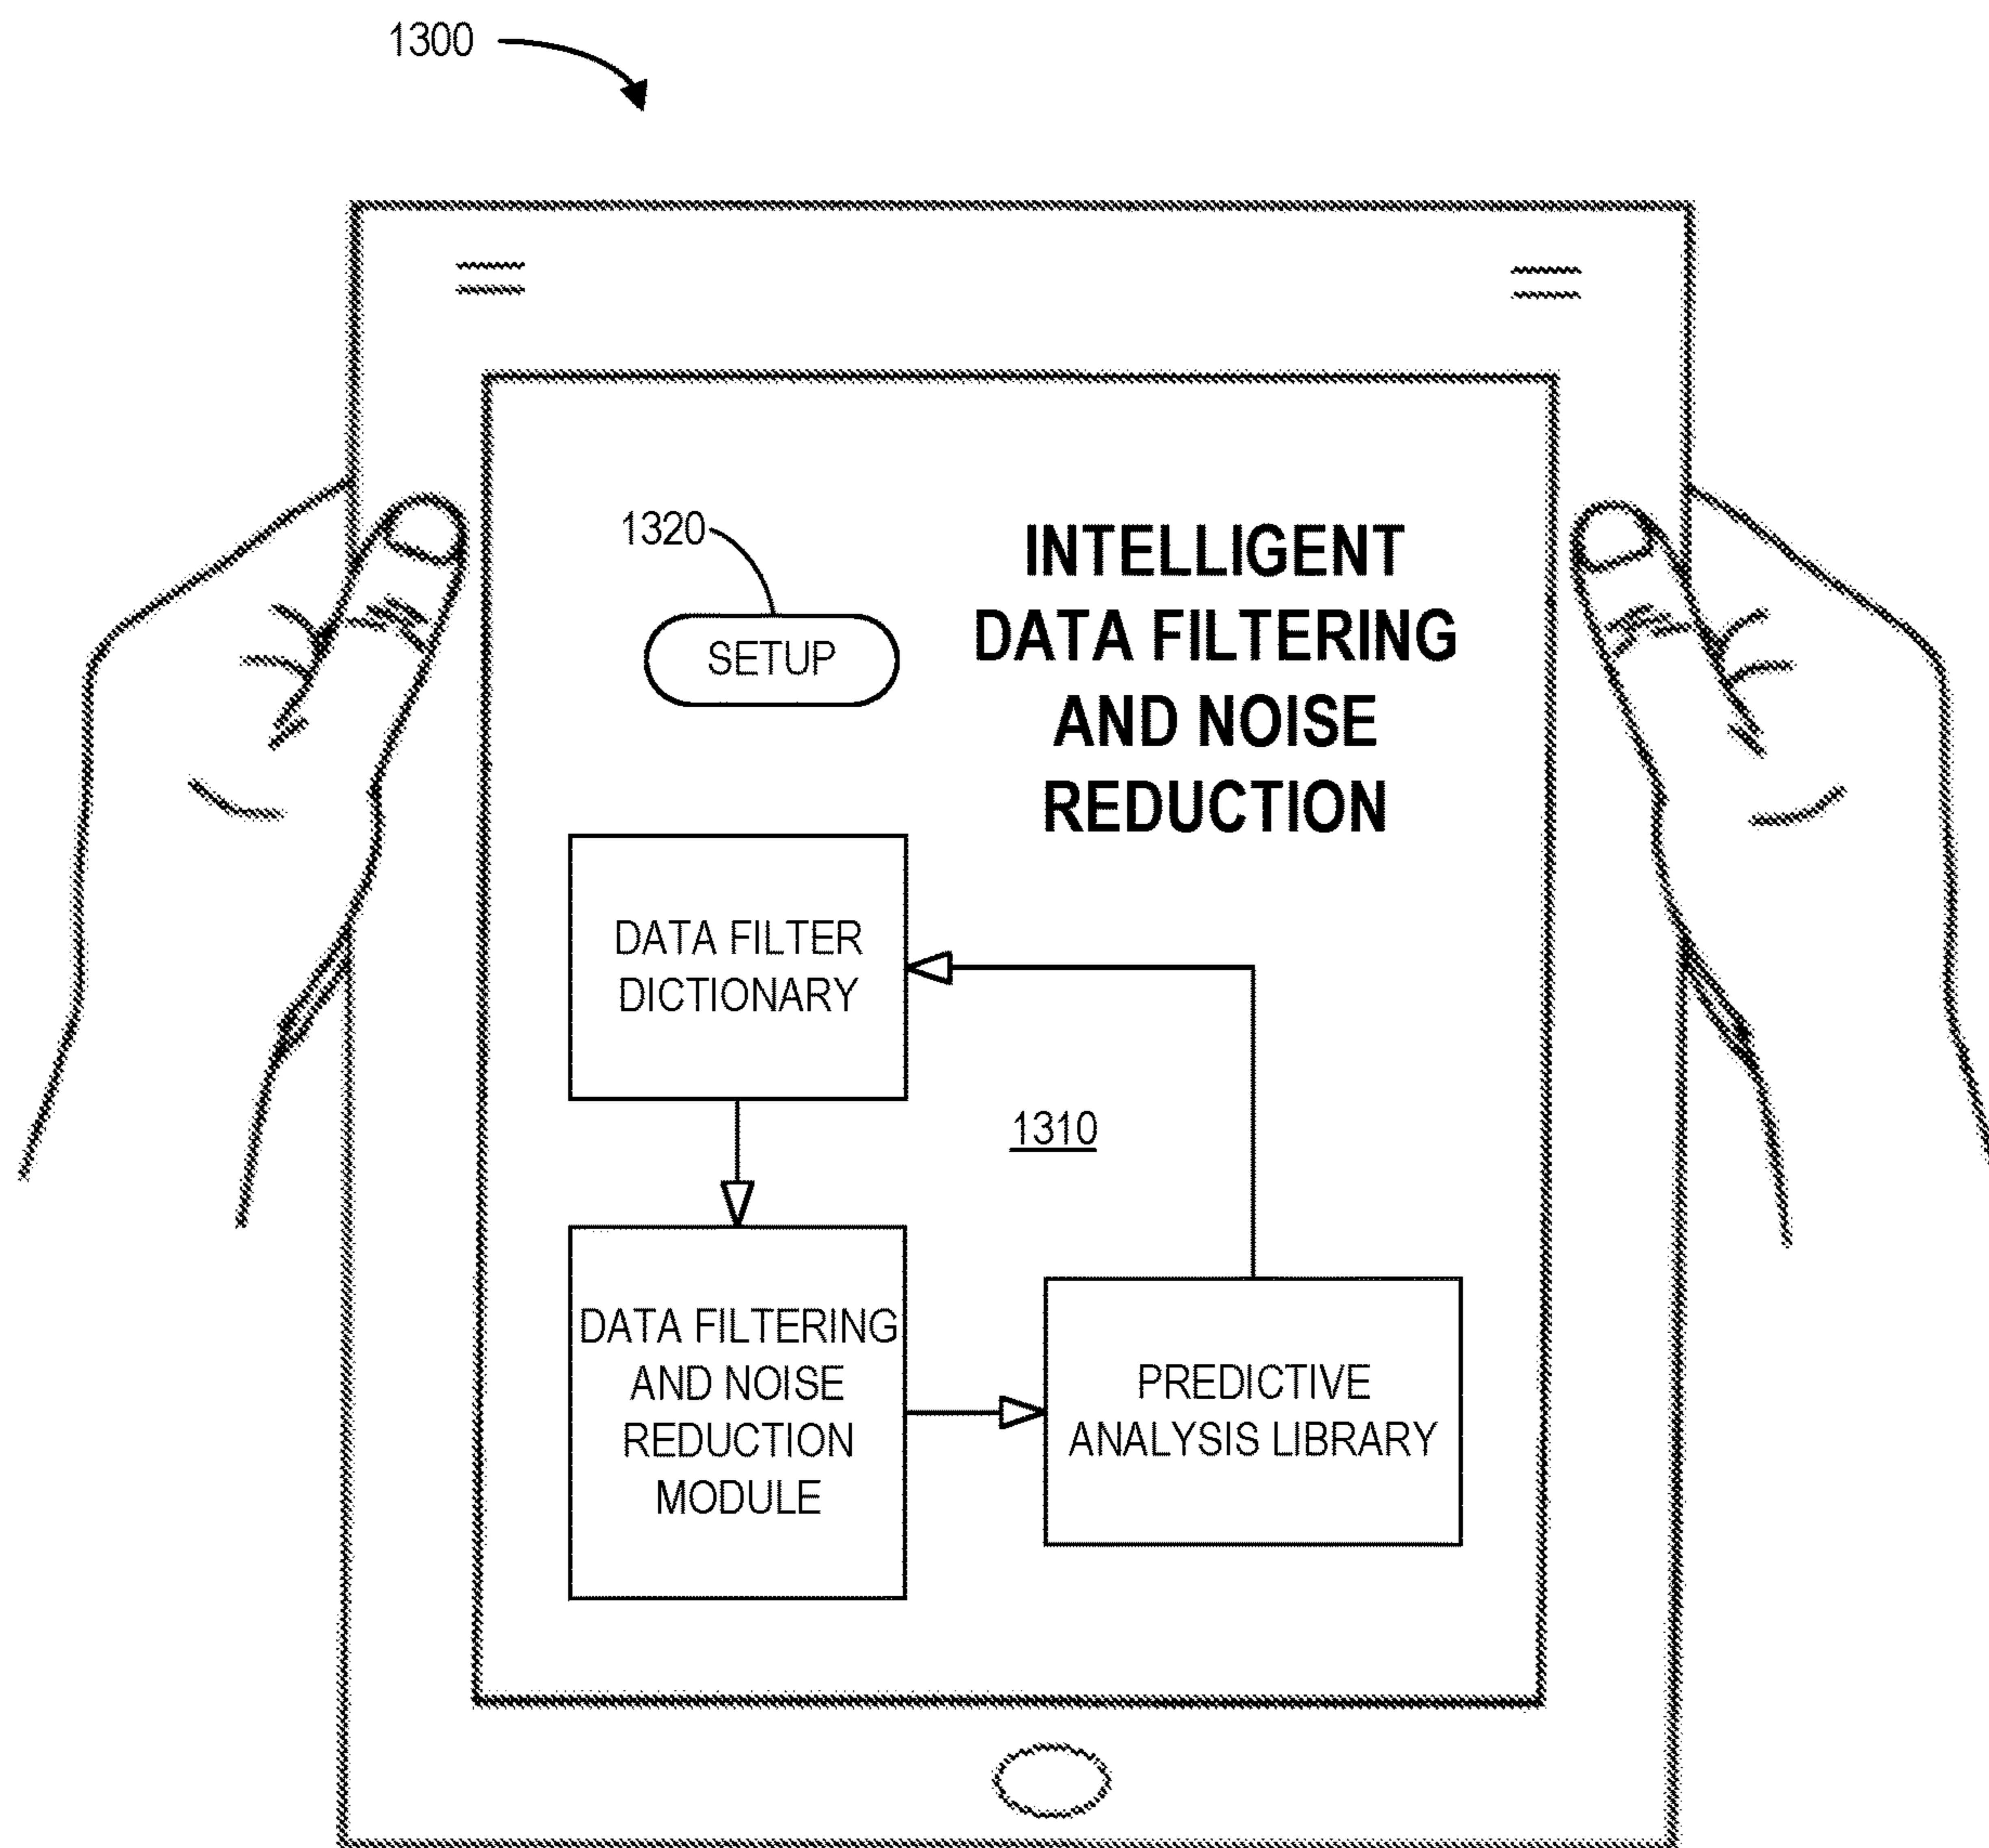 1300
1320
SETUP
INTELLIGENT
DATA FILTERING
AND NOISE
REDUCTION
DATA FILTER
DICTIONARY
1310
DATA FILTERING
AND NOISE
REDUCTION
MODULE
PREDICTIVE
ANALYSIS LIBRARY